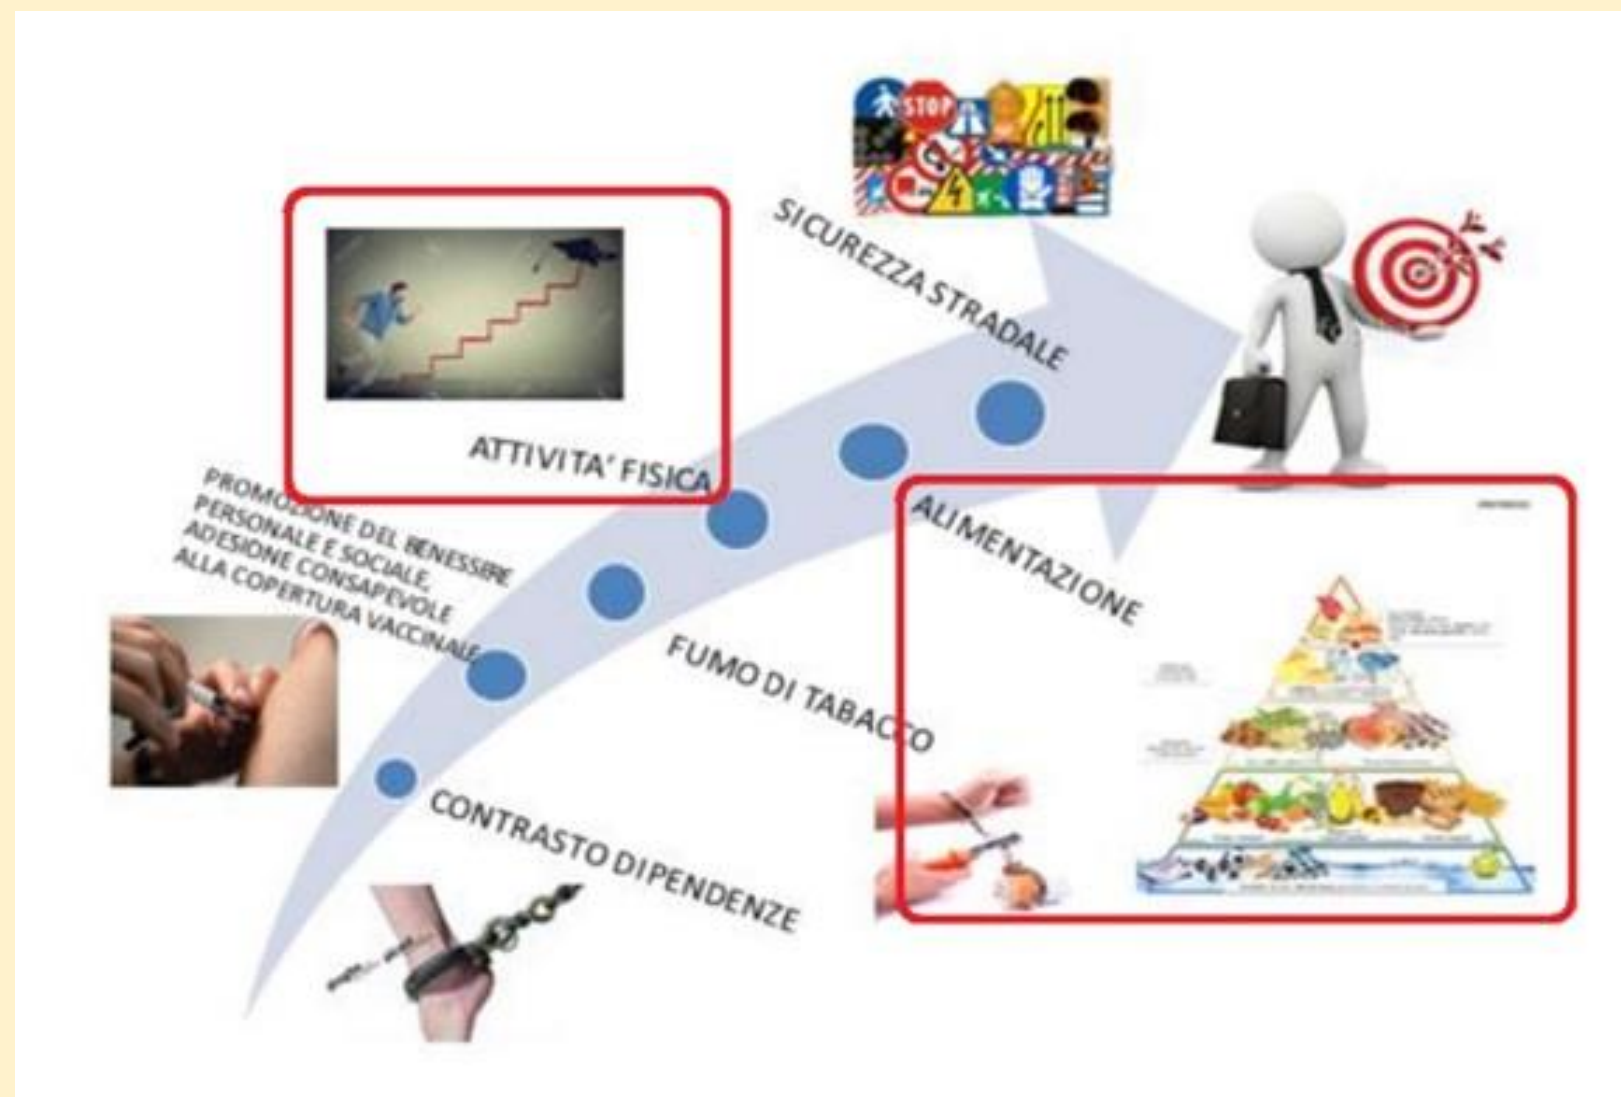 STOP
SICUREZZA STRADALE
ATTIVITA' FISICA
PROMOZIONE DEL BENESSERE
PERSONALE E SOCIALE,
ADESIONE CONSAPEVOLE
ALLA COPERTURA VACCINALE
ALIMENTAZIONE
FUMO DI TABACCO
CONTRASTO DIPENDENZE